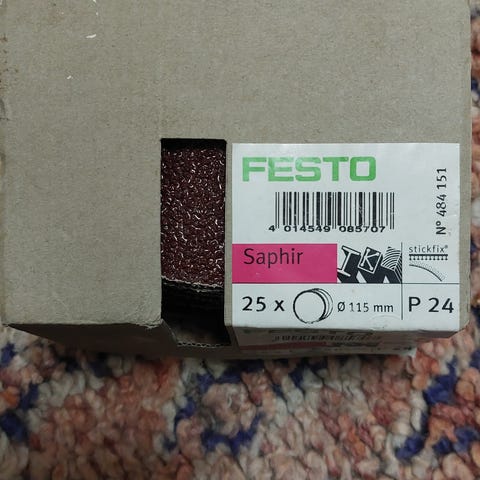 FESTO
4 014549 085707
Nº 484 151
Saphir
stickfix®
25 x Ø 115 mm P 24